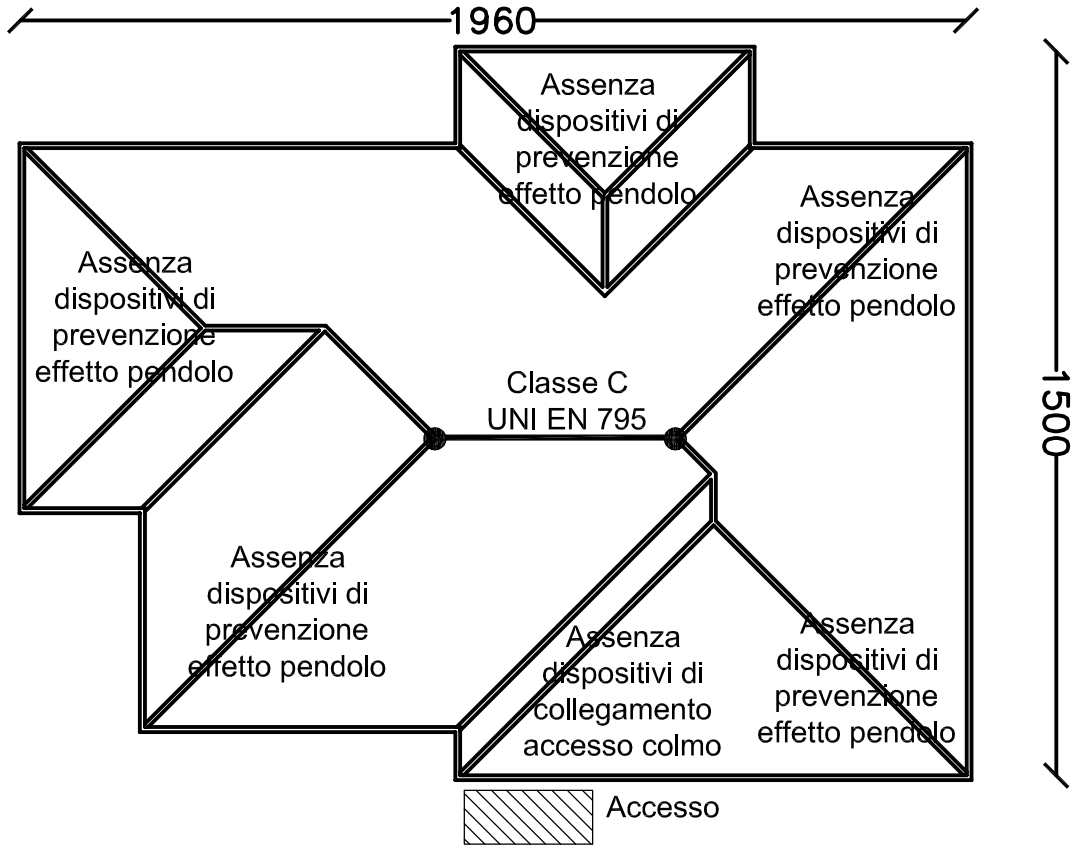 1960
Assenza
dispositivi di
prevenzione
effetto pendolo
Assenza
dispositivi di
prevenzione
effetto pendolo
Assenza
dispositivi di
prevenzione
effetto pendolo
Classe C
UNI EN 795
1500
Assenza
dispositivi di
prevenzione
effetto pendolo
Assenza
dispositivi di
collegamento
accesso colmo
Assenza
dispositivi di
prevenzione
effetto pendolo
Accesso